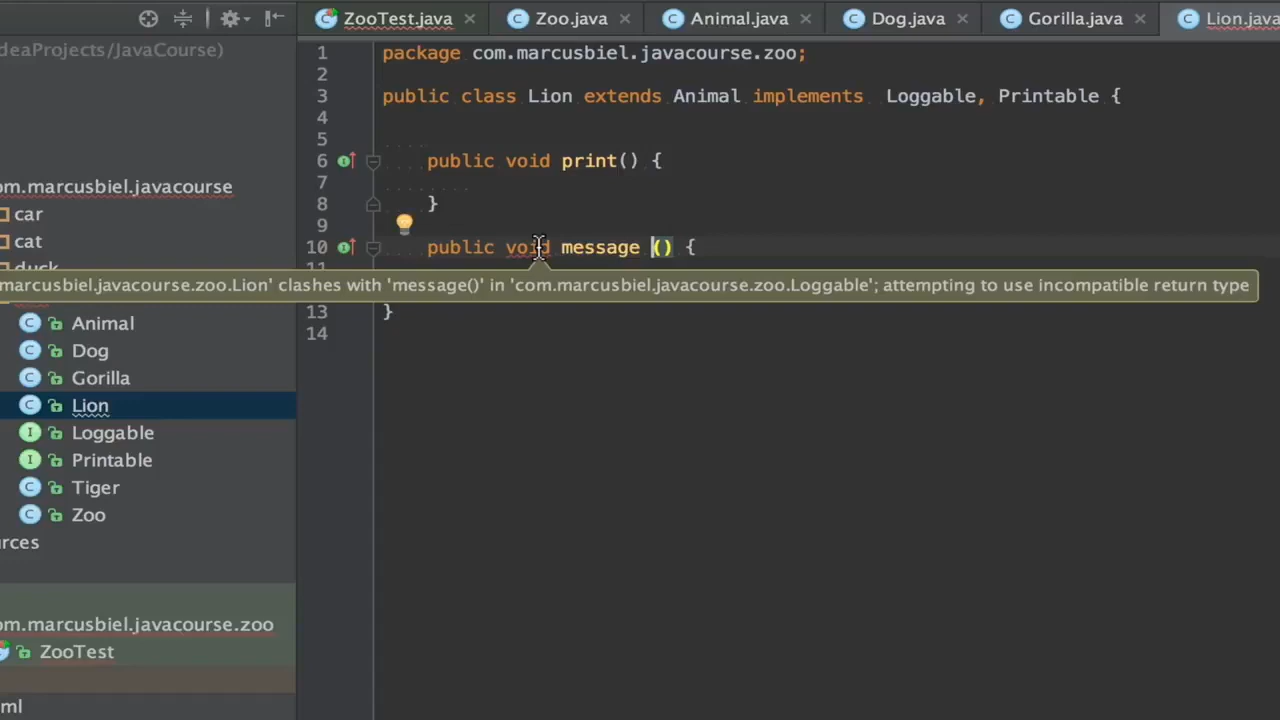 ZooTest.java Zoo.java Animal.java Dog.java Gorilla.java Lion.java
deaProjects/JavaCourse)
1 package com.marcusbiel.javacourse.zoo;
2
3 public class Lion extends Animal implements Loggable, Printable {
4
5
6 public void print() {
7
8 }
9
10 public void message () {
marcusbiel.javacourse.zoo.Lion' clashes with 'message()' in 'com.marcusbiel.javacourse.zoo.Loggable'; attempting to use incompatible return type
13 }
14
om.marcusbiel.javacourse
car
cat
duck
Animal
Dog
Gorilla
Lion
Loggable
Printable
Tiger
Zoo
urces
om.marcusbiel.javacourse.zoo
ZooTest
ml